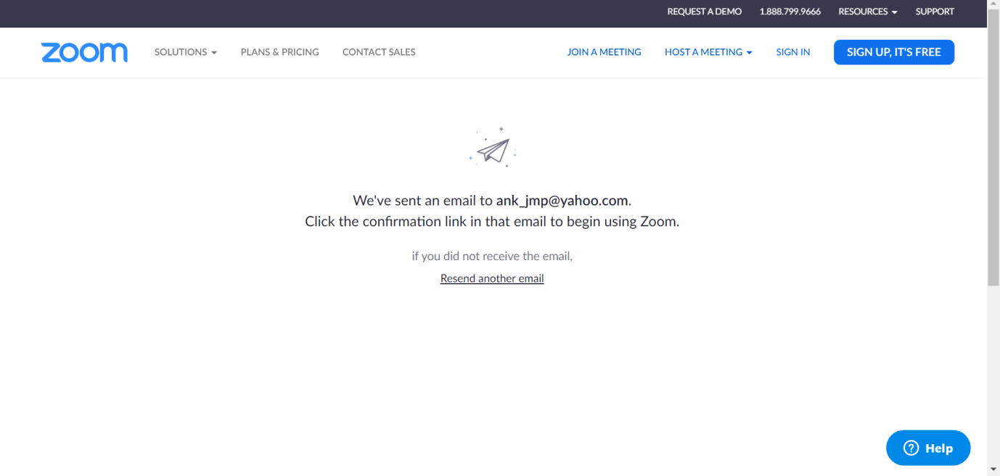 REQUEST A DEMO 1.888.799.9666 RESOURCES SUPPORT
zoom SOLUTIONS PLANS & PRICING CONTACT SALES JOIN A MEETING HOST A MEETING SIGN IN SIGN UP, IT'S FREE
We've sent an email to ank_jmp@yahoo.com.
Click the confirmation link in that email to begin using Zoom.
if you did not receive the email,
Resend another email
? Help